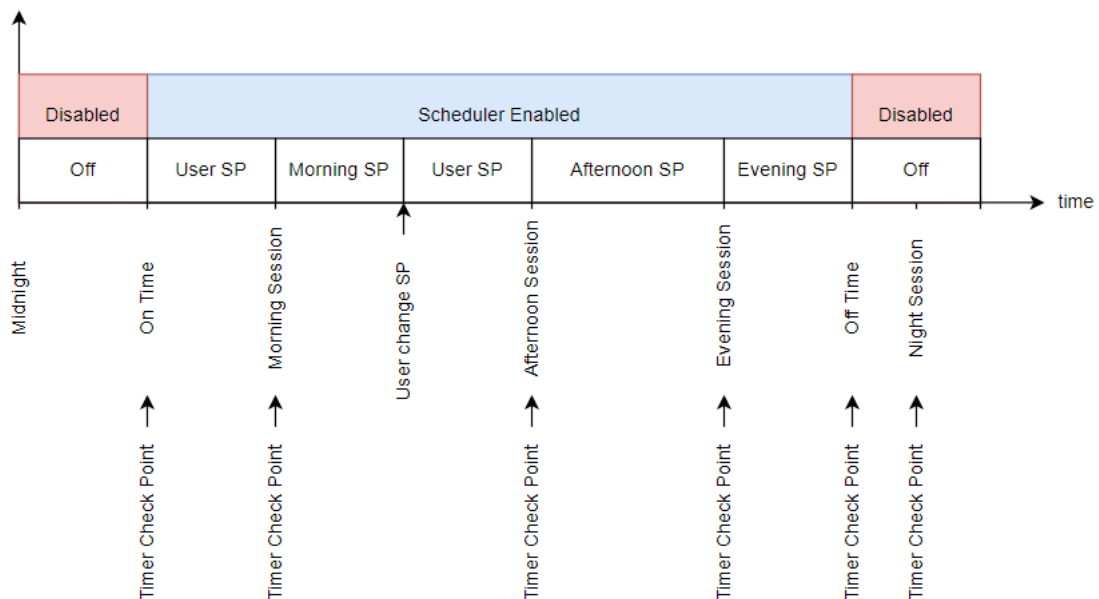 Disabled
Scheduler Enabled
Disabled
Off
User SP
Morning SP
User SP
Afternoon SP
Evening SP
Off
time
Midnight
On Time
Morning Session
User change SP
Afternoon Session
Evening Session
Off Time
Night Session
Timer Check Point
Timer Check Point
Timer Check Point
Timer Check Point
Timer Check Point
Timer Check Point